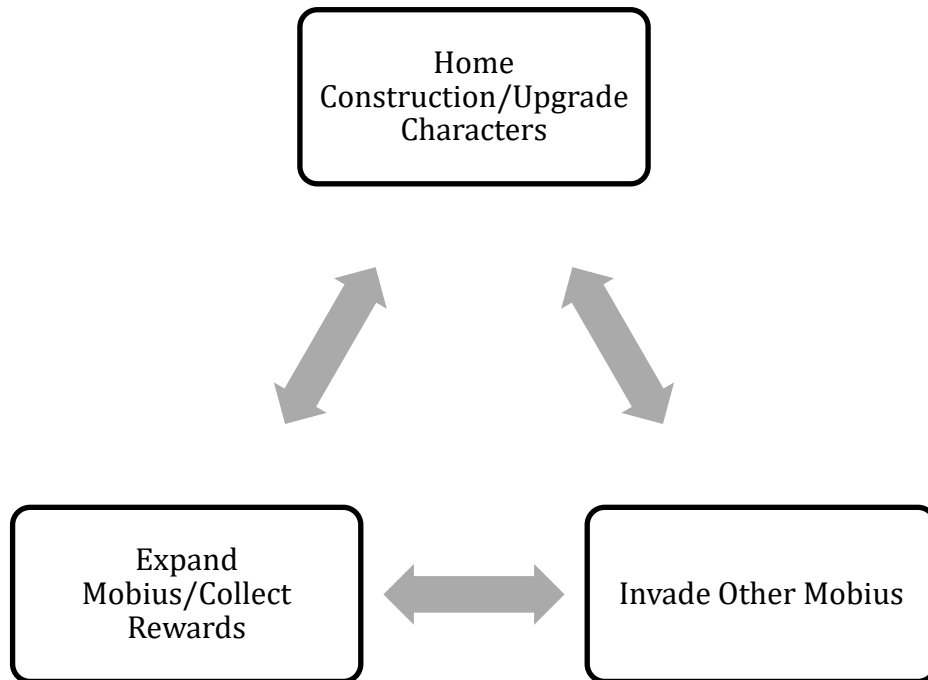 Home
Construction/Upgrade
Characters
Expand
Mobius/Collect
Rewards
Invade Other Mobius